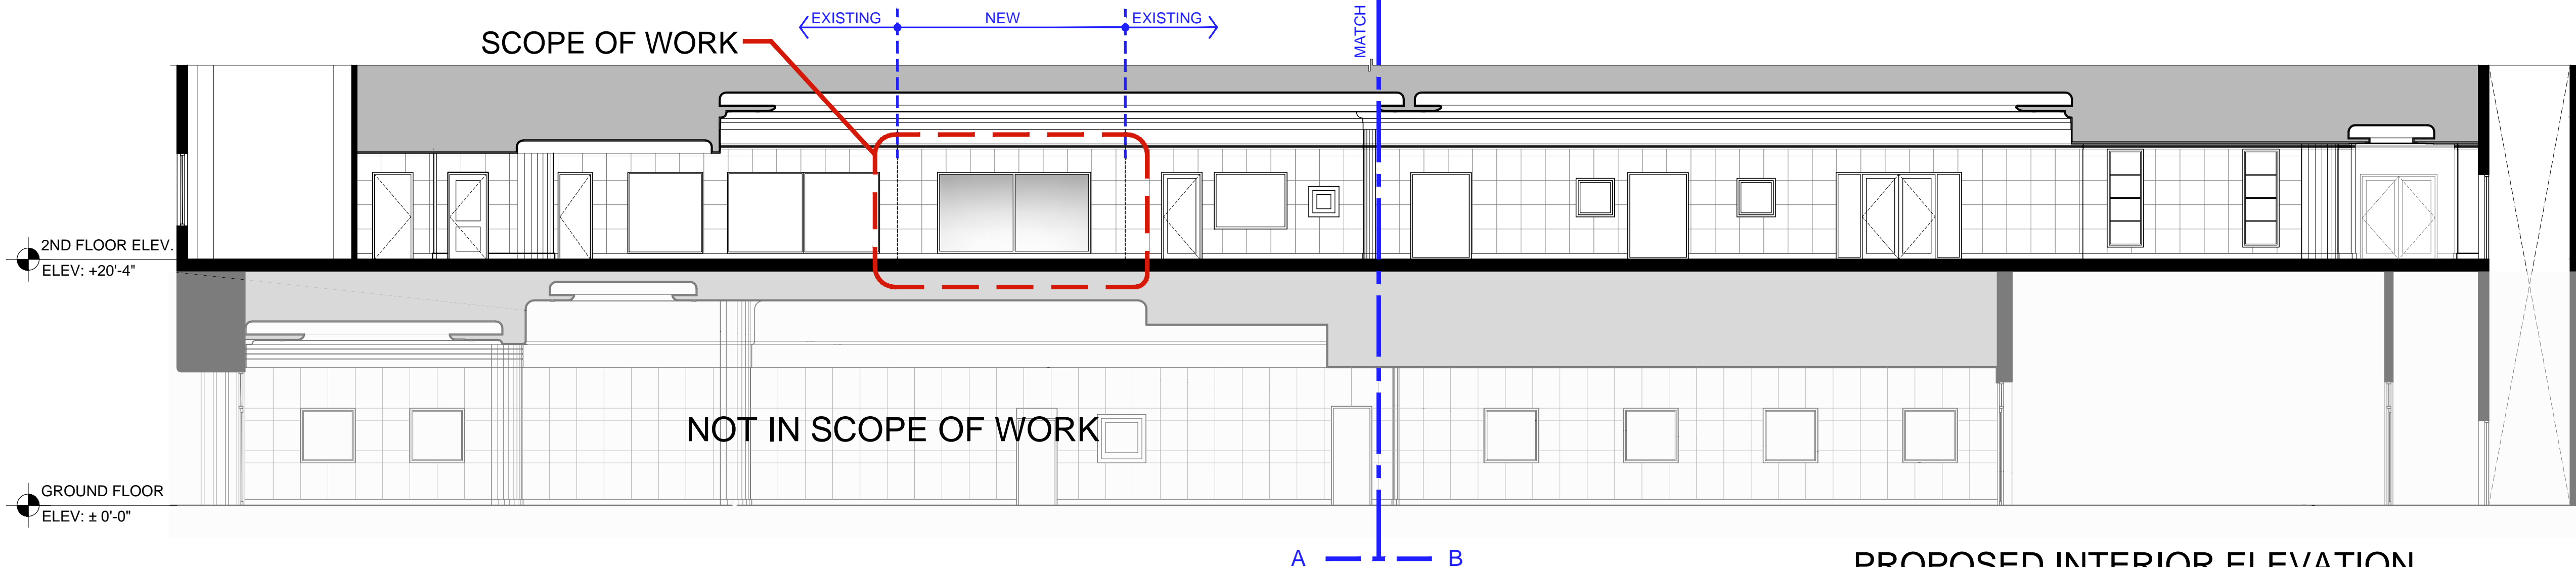 EXISTING
NEW
EXISTING
MATCH
SCOPE OF WORK
2ND FLOOR ELEV.
ELEV: +20'-4"
NOT IN SCOPE OF WORK
GROUND FLOOR
ELEV: ± 0'-0"
A
B
PROPOSED INTERIOR ELEVATION